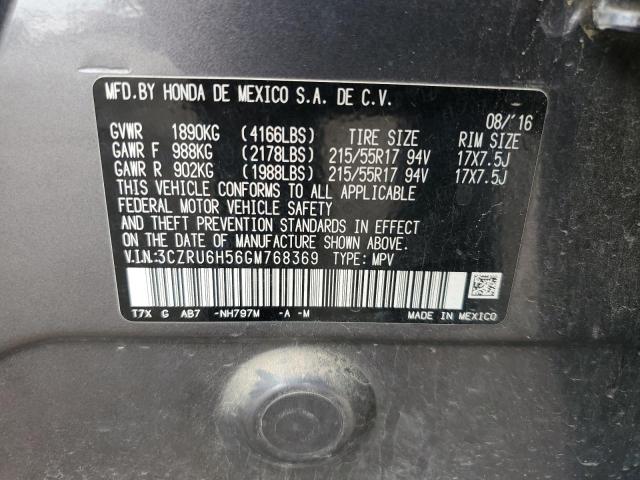 MFD.BY HONDA DE MEXICO S.A. DE C.V.
08/'16
GVWR 1890KG (4166LBS) TIRE SIZE RIM SIZE
GAWR F 988KG (2178LBS) 215/55R17 94V 17X7.5J
GAWR R 902KG (1988LBS) 215/55R17 94V 17X7.5J
THIS VEHICLE CONFORMS TO ALL APPLICABLE
FEDERAL MOTOR VEHICLE SAFETY
AND THEFT PREVENTION STANDARDS IN EFFECT
ON THE DATE OF MANUFACTURE SHOWN ABOVE.
V.I.N.:3CZRU6H56GM768369 TYPE: MPV
T7X G AB7 -NH797M -A -M MADE IN MEXICO